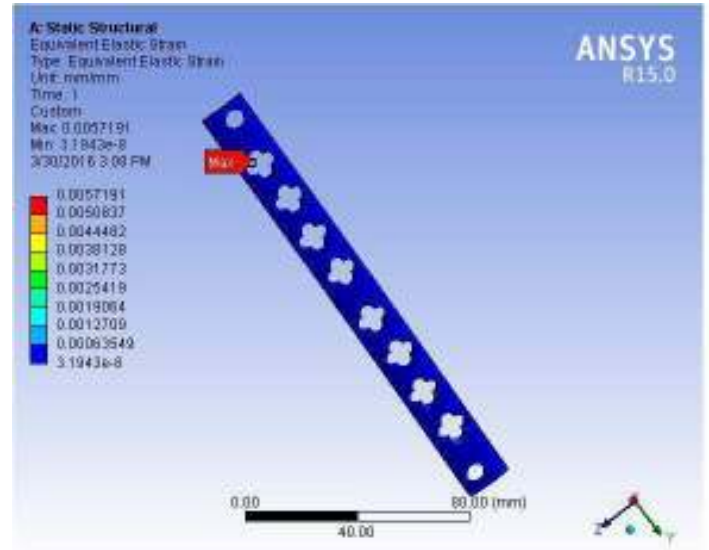 A: Static Structural
Equivalent Elastic Strain
Type: Equivalent Elastic Strain
Unit: mm/mm
Time: 1
Custom
Max: 0.0057191
Min: 3.1943e-8
3/30/2016 3:08 PM
0.0057191
0.0050837
0.0044482
0.0038128
0.0031773
0.0025419
0.0019064
0.0012709
0.00063549
3.1943e-8
ANSYS
R15.0
Max
0.00
80.00 (mm)
40.00
Z
Y